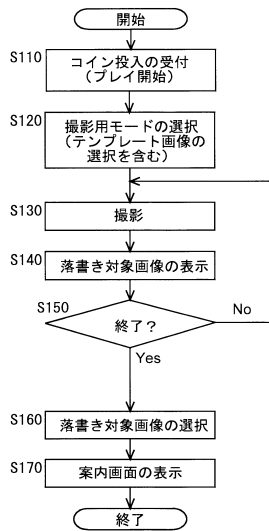 開始
S110
コイン投入の受付
(プレイ開始)
S120
撮影用モードの選択
(テンプレート画像の
選択を含む)
S130
撮影
S140
落書き対象画像の表示
S150
終了?
No
Yes
S160
落書き対象画像の選択
S170
案内画面の表示
終了